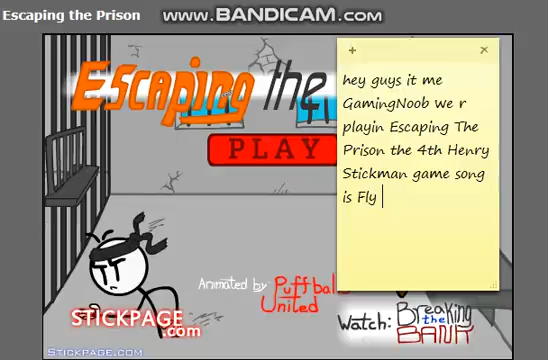 Escaping the Prison
www.BANDICAM.com
Escaping the
PLAY
hey guys it me
GamingNoob we r
playin Escaping The
Prison the 4th Henry
Stickman game song
is Fly
Animated by
United
Watch: Breaking
the
BANK
STICKPAGE
.com
STICKPAGE.COM